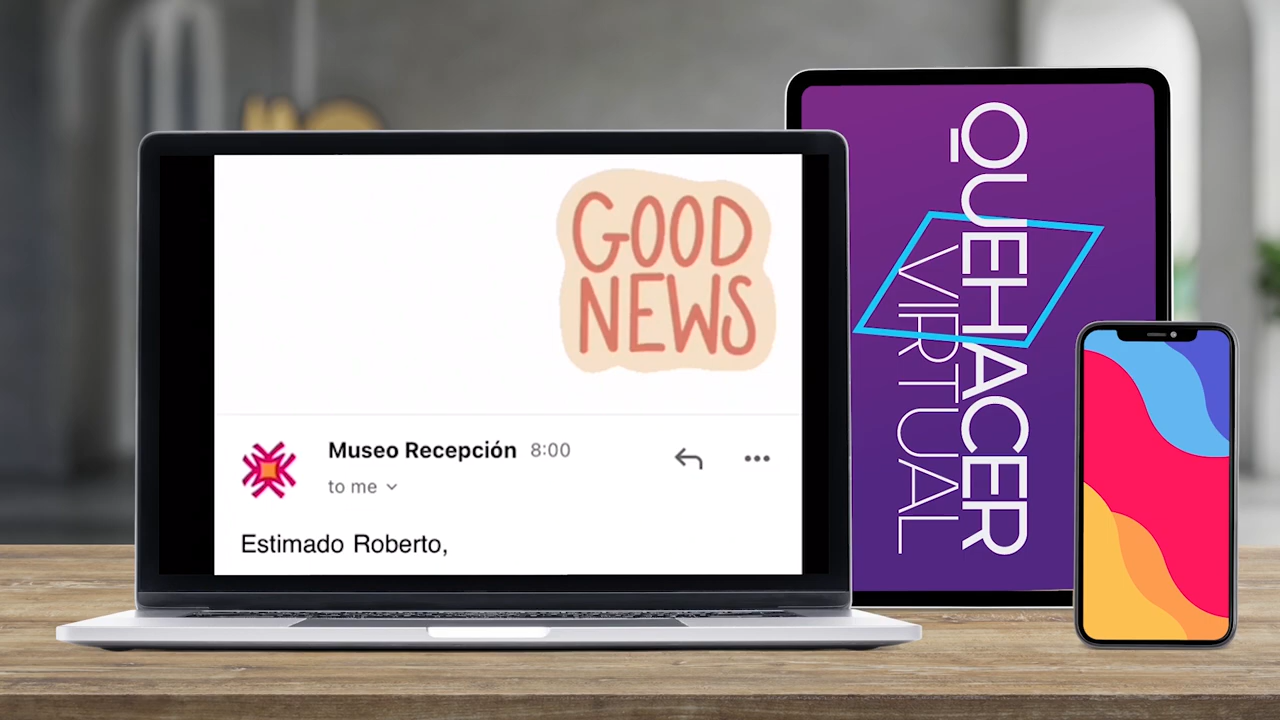 GOOD
NEWS
Museo Recepción 8:00
to me
Estimado Roberto,
QUEHACER
VIRTUAL